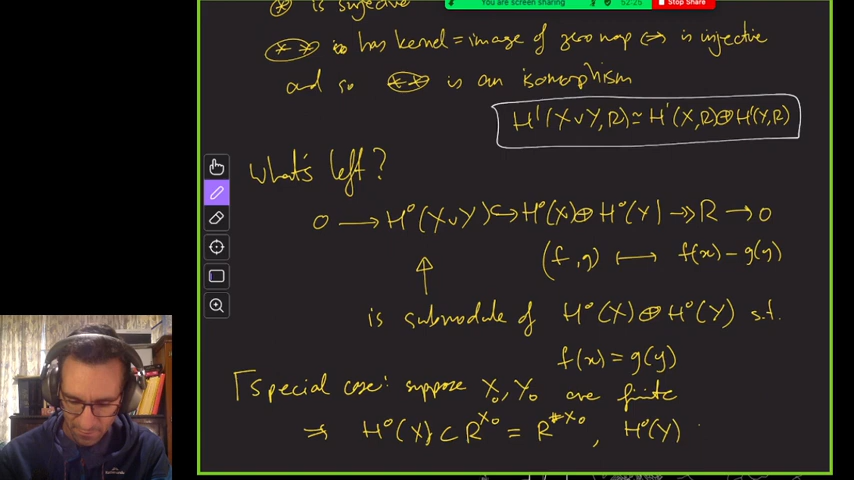 You are screen sharing 52:25 Stop Share
⊛ is surjective
(**) has kernel = image of zero map ↔ is injective
and so (**) is an isomorphism
H¹(X∨Y,R) ≃ H¹(X,R)⊕H¹(Y,R)
What's left?
0 → H⁰(X∨Y) ↪ H⁰(X)⊕H⁰(Y) ↠ R → 0
(f,g) ↦ f(x) - g(y)
↑
is submodule of H⁰(X)⊕H⁰(Y) s.t.
f(x) = g(y)
⌈special case: suppose X₀, Y₀ are finite
⇒ H⁰(X) ⊂ R^X₀ = R^#X₀, H⁰(Y)